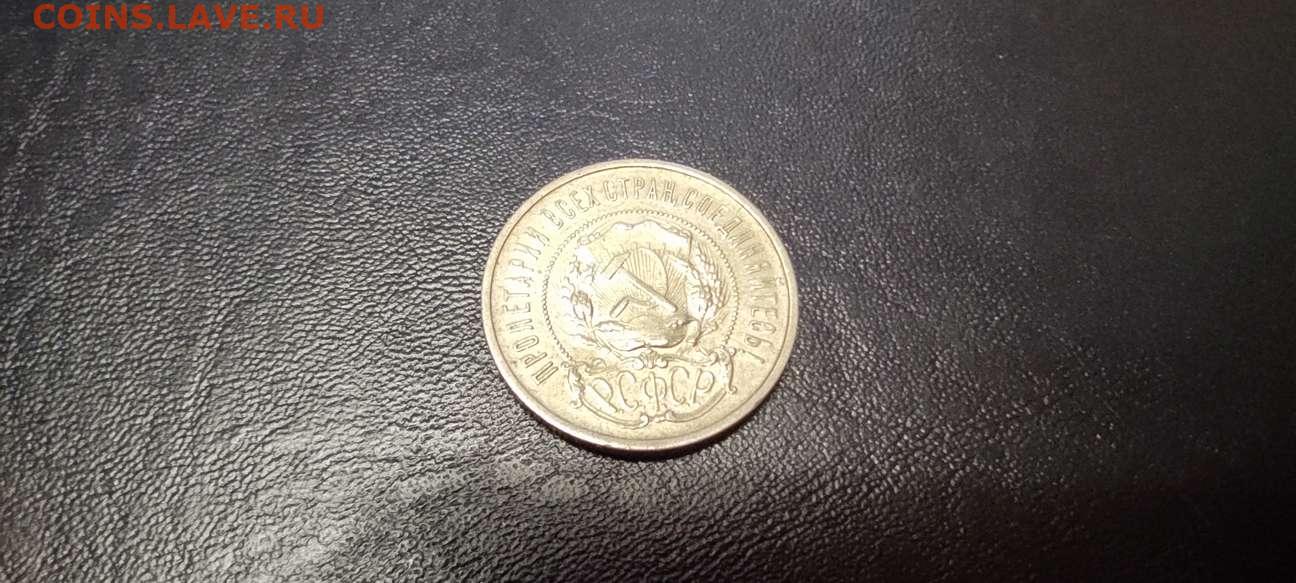 COINS.LAVE.RU
ПРОЛЕТАРИИ ВСЕХ СТРАН, СОЕДИНЯЙТЕСЬ!
РСФСР